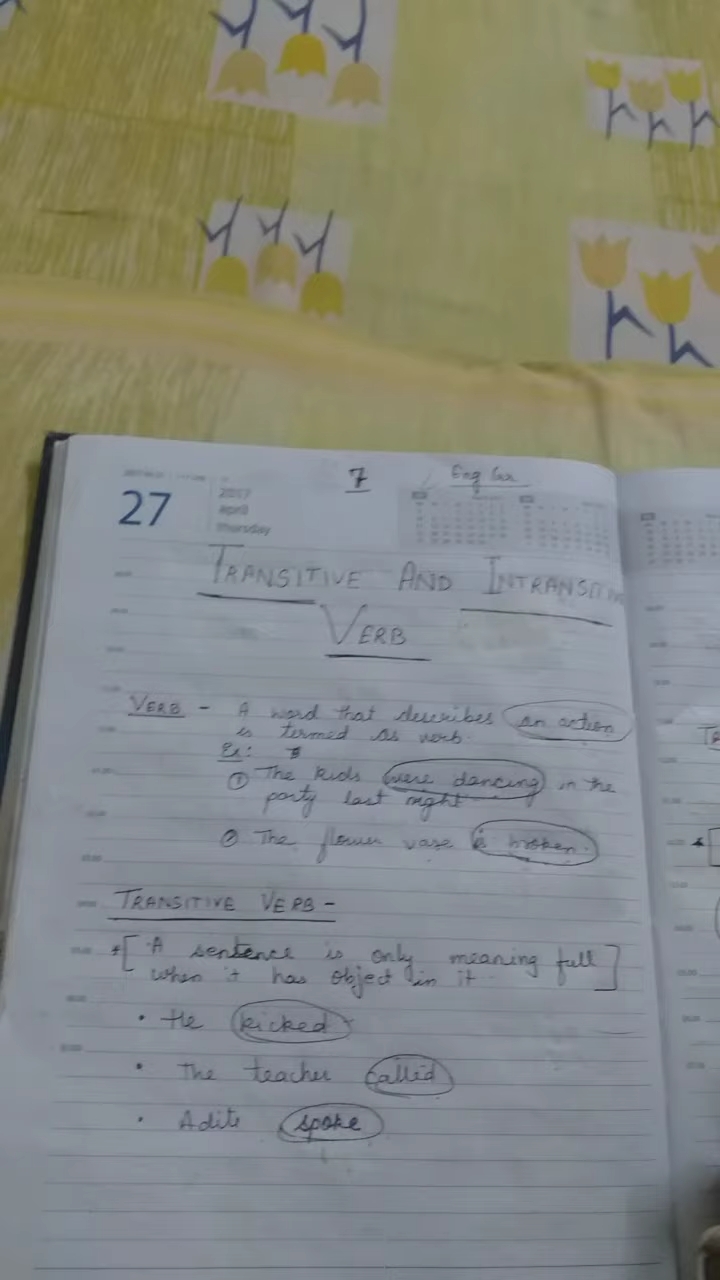 27
2017
april
thursday
7
TRANSITIVE AND INTRANSITIVE
VERB
VERB - A word that describes an action
is termed as verb.
Ex:
① The kids were dancing in the
party last night
② The flower vase is broken.
TRANSITIVE VERB -
* [ A sentence is only meaning full
when it has object in it. ]
• He kicked
• The teacher called
• Aditi spoke